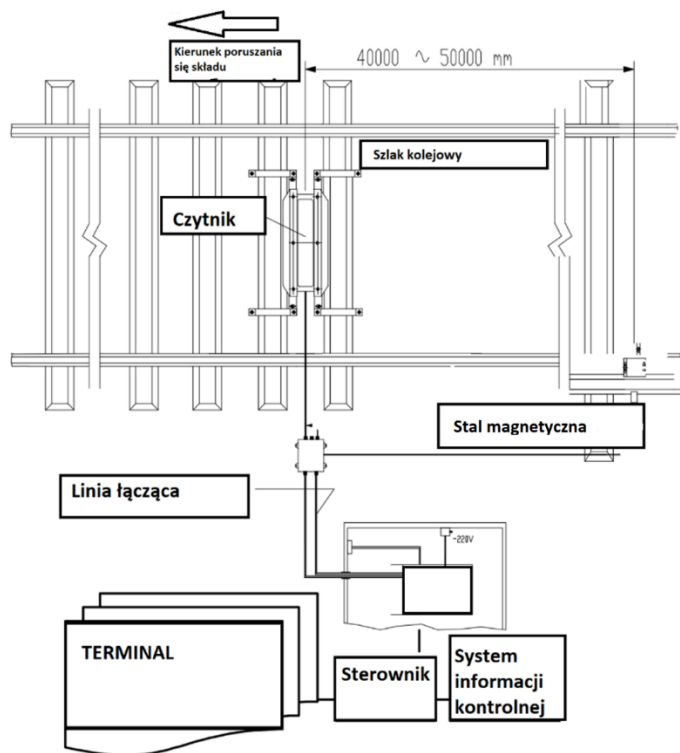 Kierunek poruszania
się składu
40000 ~ 50000 mm
Szlak kolejowy
Czytnik
Stal magnetyczna
Linia łącząca
~220V
TERMINAL
Sterownik
System
informacji
kontrolnej